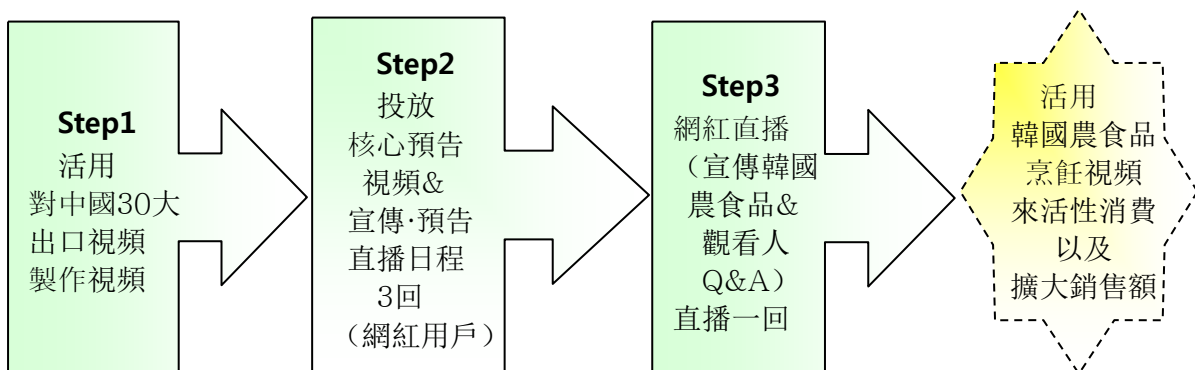 Step1
活用
對中國30大
出口視頻
製作視頻
Step2
投放
核心預告
視頻&
宣傳·預告
直播日程
3回
（網紅用戶）
Step3
網紅直播
（宣傳韓國
農食品&
觀看人
Q&A）
直播一回
活用
韓國農食品
烹飪視頻
來活性消費
以及
擴大銷售額